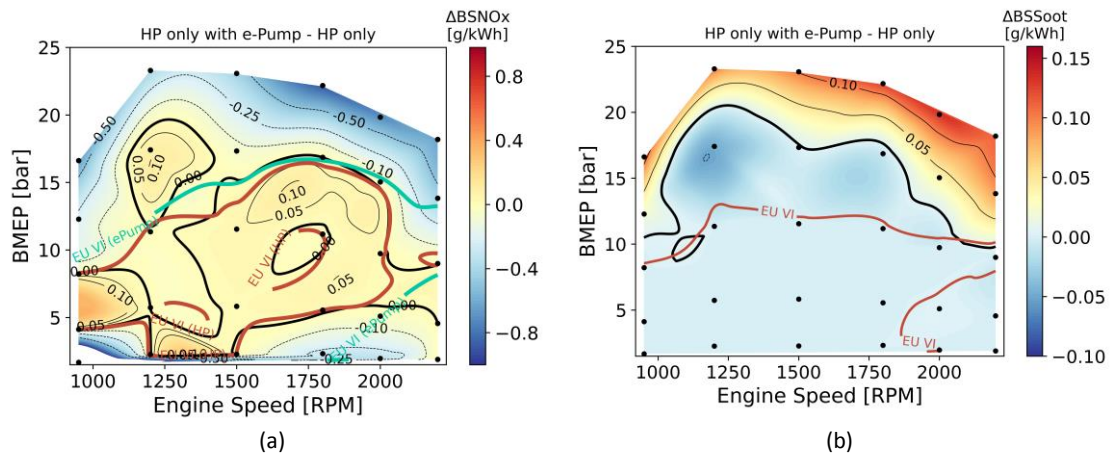 HP only with e-Pump - HP only
ΔBSNOx
[g/kWh]
25
20
15
10
5
BMEP [bar]
1000
1250
1500
1750
2000
Engine Speed [RPM]
0.8
0.4
0.0
−0.4
−0.8
-0.50
-0.25
-0.50
-0.10
0.05
0.10
0.00
0.10
0.05
0.00
0.05
EU VI (ePump)
EU VI (HP)
0.00
0.10
0.05
EU VI (HP)
EU VI (ePump)
0.00
-0.10
-0.25
(a)
HP only with e-Pump - HP only
ΔBSSoot
[g/kWh]
25
20
15
10
5
BMEP [bar]
1000
1250
1500
1750
2000
Engine Speed [RPM]
0.15
0.10
0.05
0.00
−0.05
−0.10
0.10
0.05
EU VI
EU VI
(b)